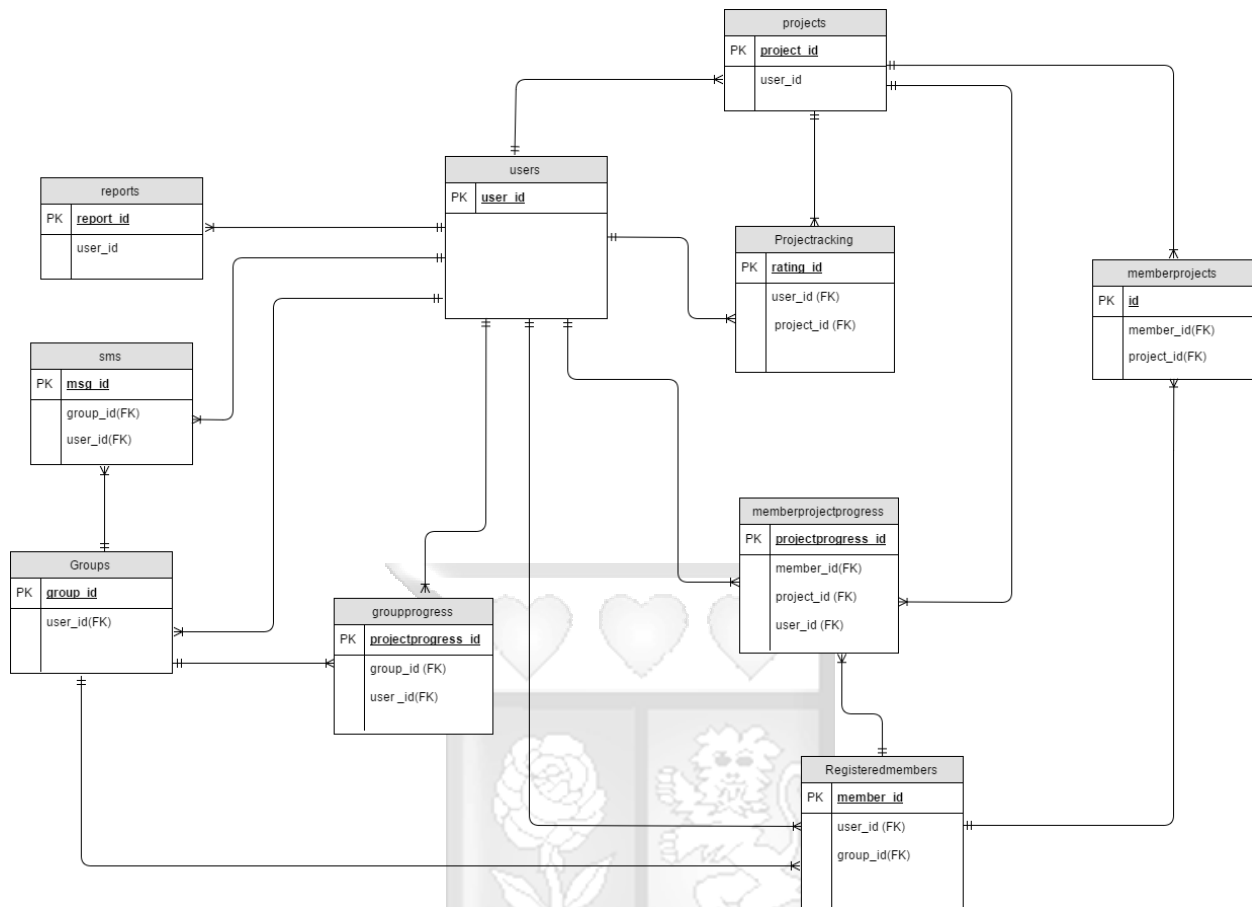 projects
PK project_id
user_id
users
PK user_id
reports
PK report_id
user_id
Projectracking
PK rating_id
user_id (FK)
project_id (FK)
memberprojects
PK id
member_id(FK)
project_id(FK)
sms
PK msg_id
group_id(FK)
user_id(FK)
memberprojectprogress
PK projectprogress_id
member_id(FK)
project_id (FK)
user_id (FK)
Groups
PK group_id
user_id(FK)
groupprogress
PK projectprogress_id
group_id (FK)
user _id(FK)
Registeredmembers
PK member_id
user_id (FK)
group_id(FK)